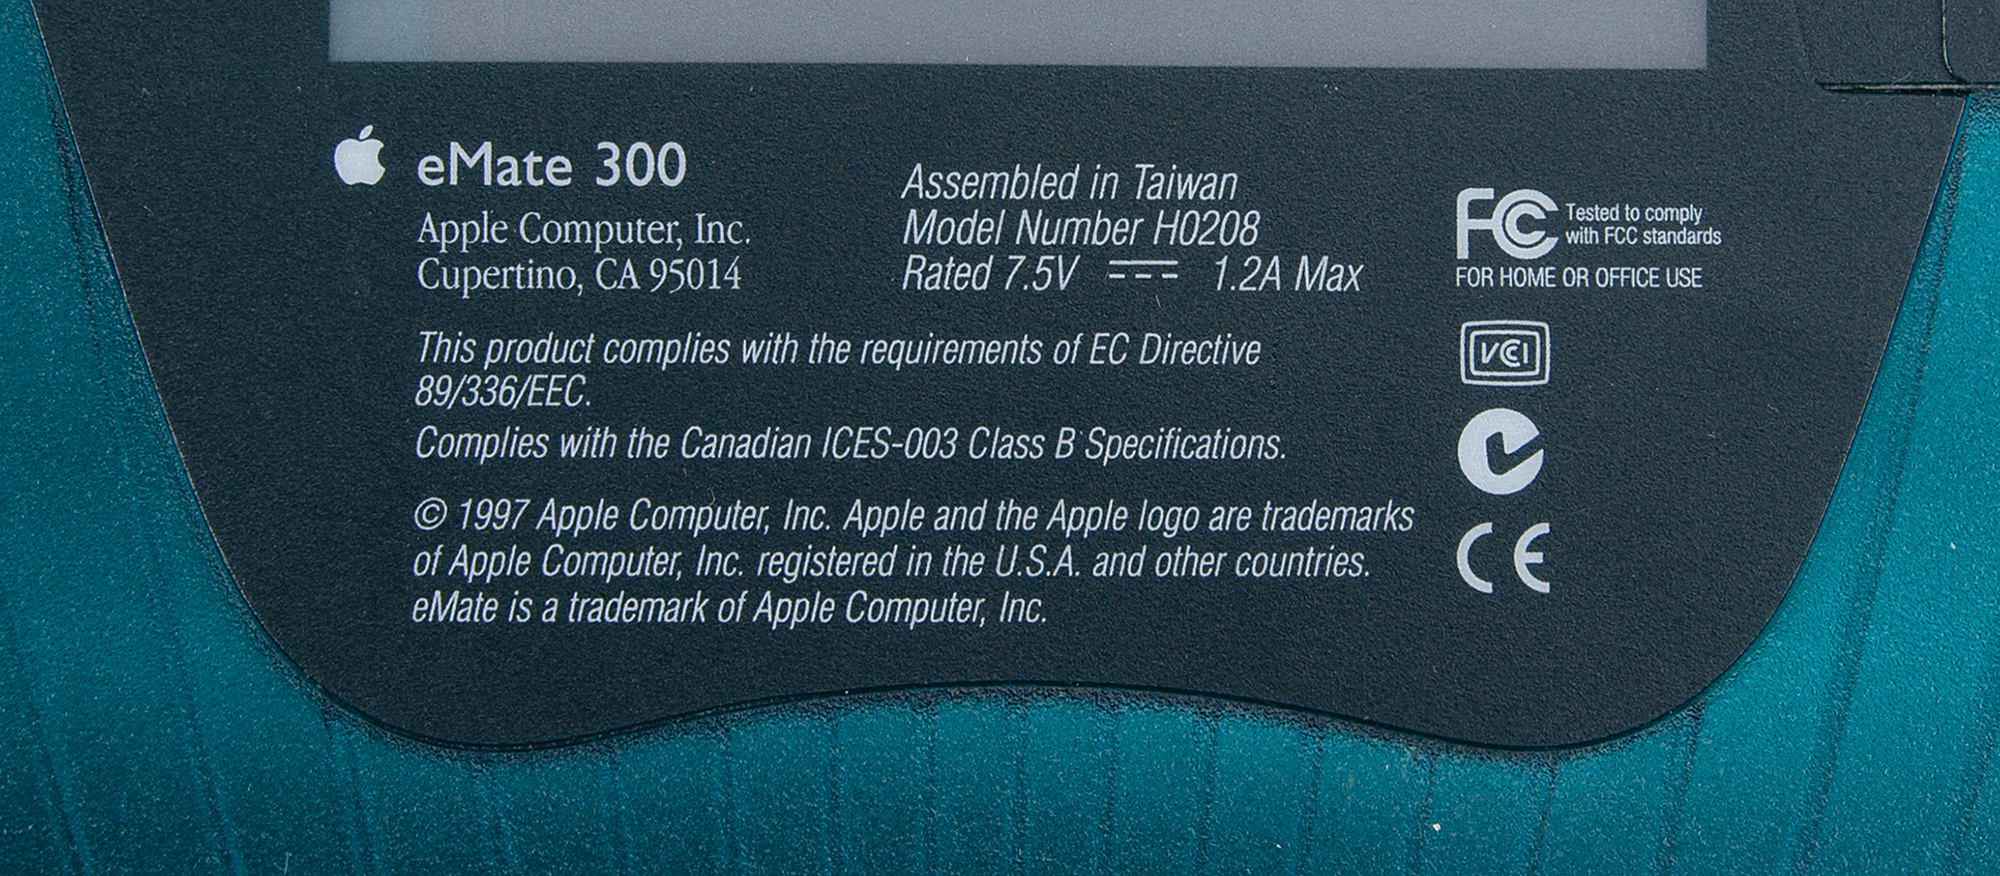 eMate 300
Apple Computer, Inc.
Cupertino, CA 95014
Assembled in Taiwan
Model Number H0208
Rated 7.5V ⎓ 1.2A Max
This product complies with the requirements of EC Directive
89/336/EEC.
Complies with the Canadian ICES-003 Class B Specifications.
© 1997 Apple Computer, Inc. Apple and the Apple logo are trademarks
of Apple Computer, Inc. registered in the U.S.A. and other countries.
eMate is a trademark of Apple Computer, Inc.
FC Tested to comply
with FCC standards
FOR HOME OR OFFICE USE
VCI
CE